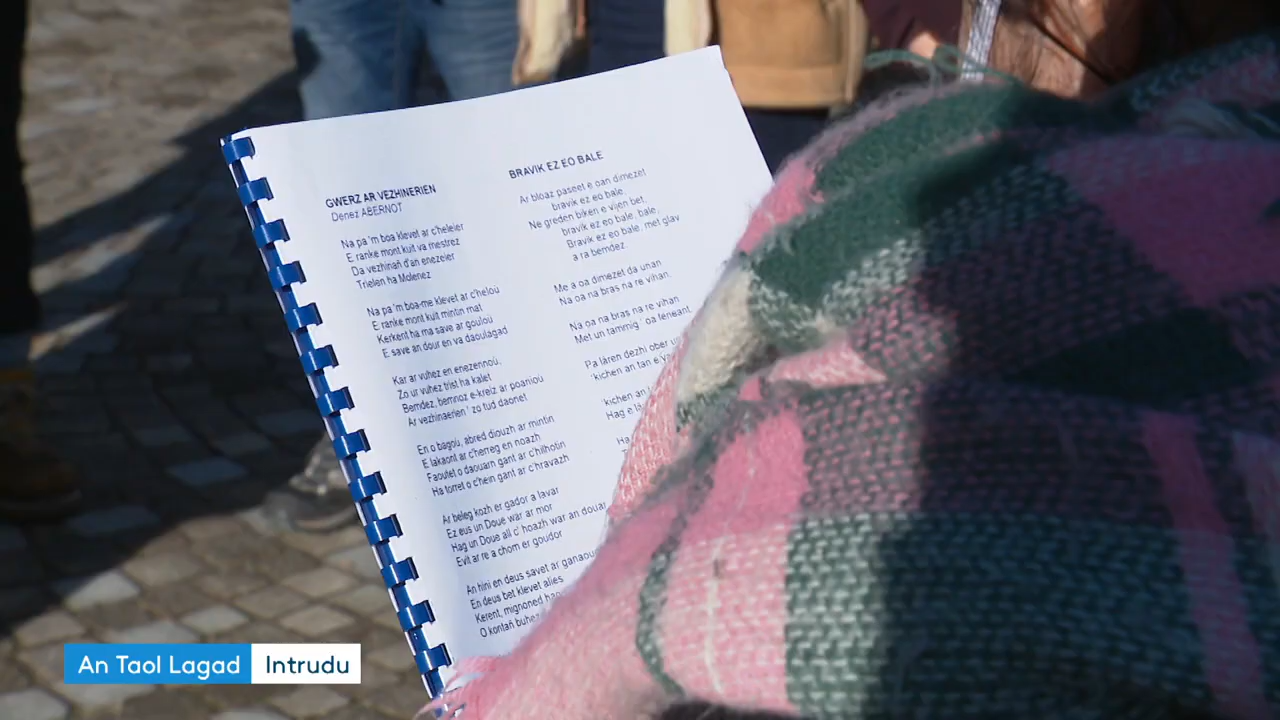 GWERZ AR VEZHINERIEN
Denez ABERNOT
Na pa 'm boa klevet ar c'heleier
E ranke mont kuit va mestrez
Da vezhinañ d'an enezeier
Trielen ha Molenez
Na pa'm boa-me klevet ar c'helou
E ranke mont kuit mintin mat
Kerkent ha ma save ar goulou
E save an dour en va daoulagad
Kar ar vuhez en enezennoù,
Zo ur vuhez trist ha kalet
Bemdez, bemnoz e-kreiz ar poanioù
Ar vezhinaerien ' zo tud daonet
En o bagoù, abred diouzh ar mintin
E lakaont ar c'herreg en noazh
Faoutet o daouarn gant ar c'hilhotin
Ha torret o c'hein gant ar c'hravazh
Ar beleg kozh er gador a lavar
Ez eus un Doue war ar mor
Hag un Doue all c' hoazh war an douar
Evit ar re a chom er goudor
An hini en deus savet ar
En deus bet klevet alies
Kerent, mignoned
O kontañ
BRAVIK EZ EO BALE
Ar bloaz paseet e oan dimezet
bravik ez eo bale,
Ne greden biken e vijen bet,
bravik ez eo bale, bale,
Bravik ez eo bale, met glav
a ra bemdez.
Me a oa dimezet da unan
Na oa na bras na re vihan.
Na oa na bras na re vihan
Met un tammig ' oa feneant.
Pa lâren dezhi ober
'kichen an tan e
'kichen an
Hag e
An Taol Lagad Intrudu